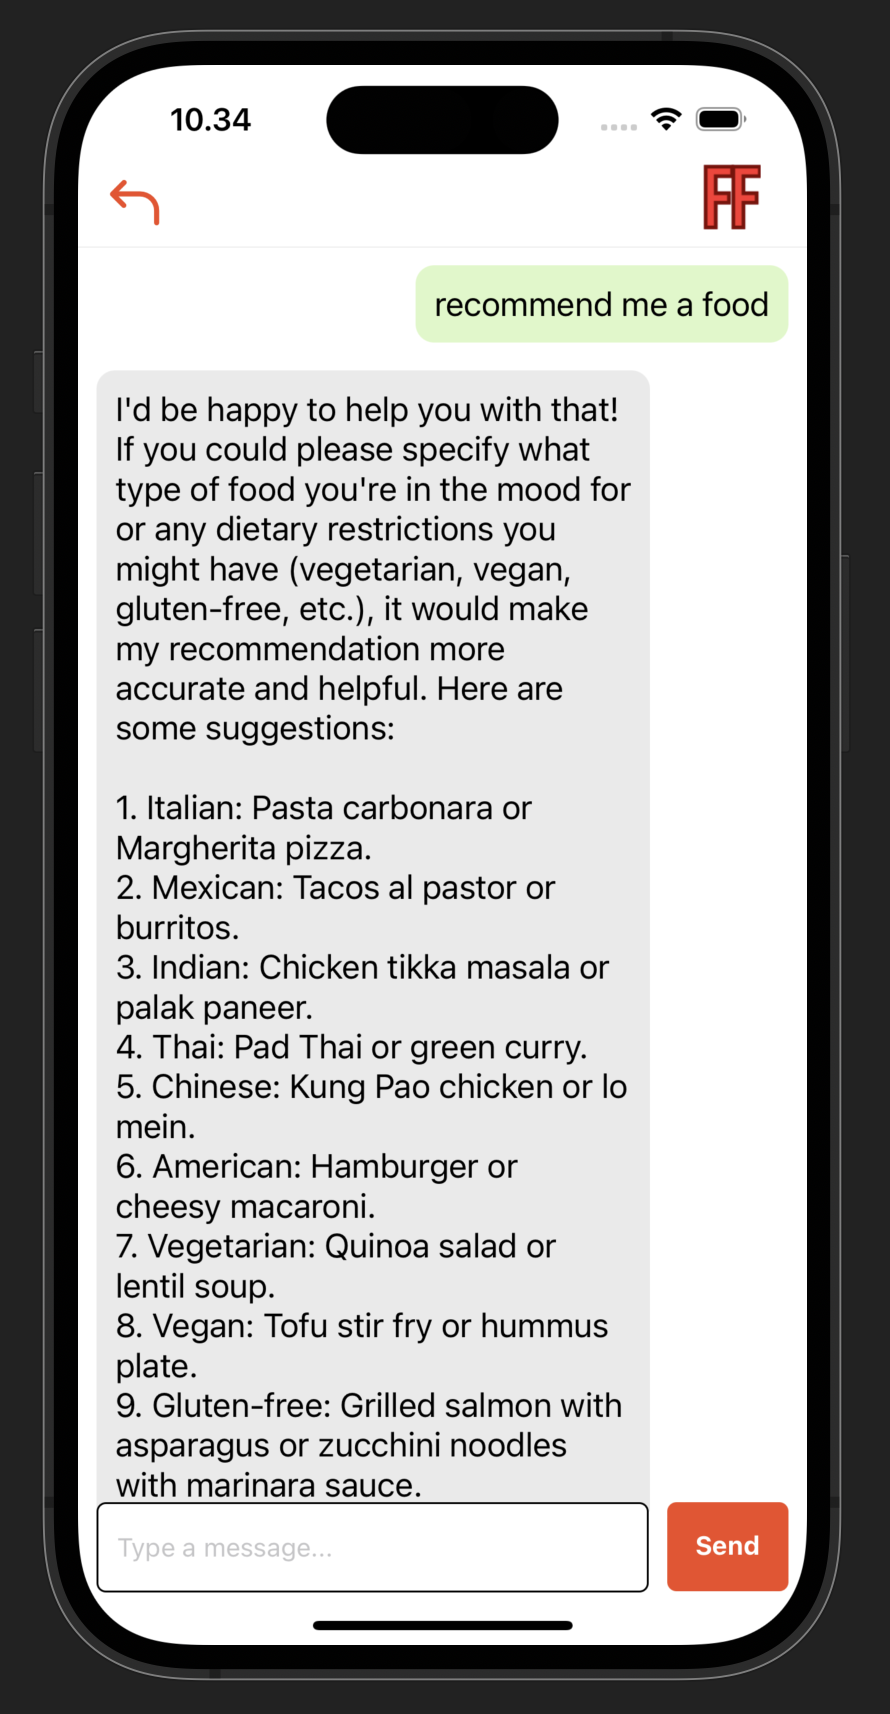 10.34
FF
recommend me a food
I'd be happy to help you with that!
If you could please specify what
type of food you're in the mood for
or any dietary restrictions you
might have (vegetarian, vegan,
gluten-free, etc.), it would make
my recommendation more
accurate and helpful. Here are
some suggestions:
1. Italian: Pasta carbonara or
Margherita pizza.
2. Mexican: Tacos al pastor or
burritos.
3. Indian: Chicken tikka masala or
palak paneer.
4. Thai: Pad Thai or green curry.
5. Chinese: Kung Pao chicken or lo
mein.
6. American: Hamburger or
cheesy macaroni.
7. Vegetarian: Quinoa salad or
lentil soup.
8. Vegan: Tofu stir fry or hummus
plate.
9. Gluten-free: Grilled salmon with
asparagus or zucchini noodles
with marinara sauce.
Type a message...
Send